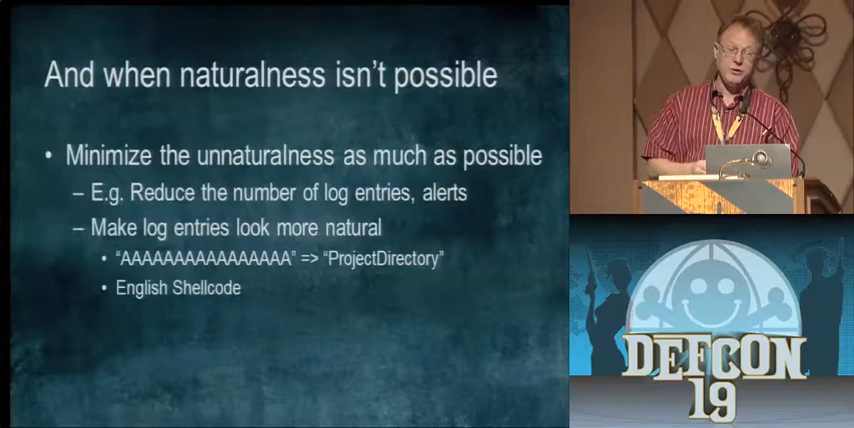 And when naturalness isn't possible
• Minimize the unnaturalness as much as possible
– E.g. Reduce the number of log entries, alerts
– Make log entries look more natural
• “AAAAAAAAAAAAAAAA” => “ProjectDirectory”
• English Shellcode
DEFCON
19